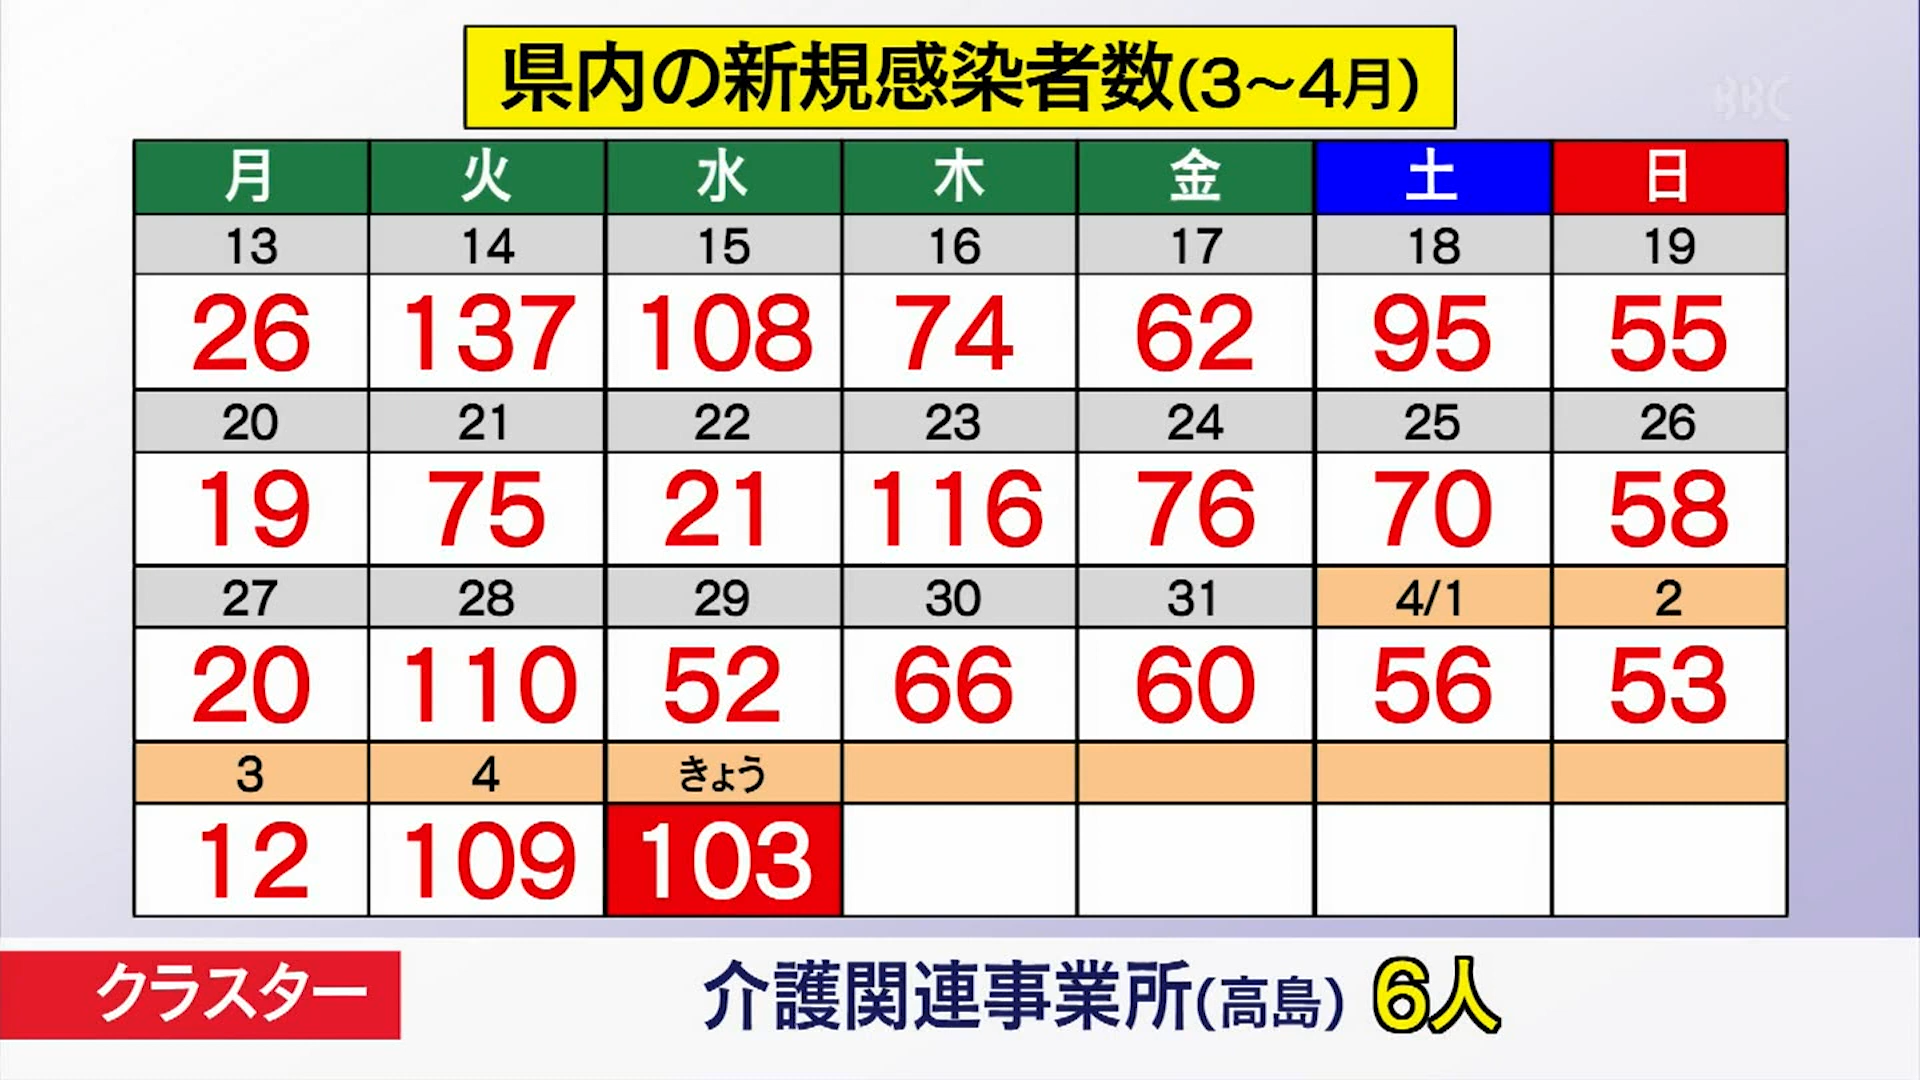 県内の新規感染者数(3～4月)
BBC
月 火 水 木 金 土 日
13 14 15 16 17 18 19
26 137 108 74 62 95 55
20 21 22 23 24 25 26
19 75 21 116 76 70 58
27 28 29 30 31 4/1 2
20 110 52 66 60 56 53
3 4 きょう
12 109 103
クラスター 介護関連事業所(高島) 6人